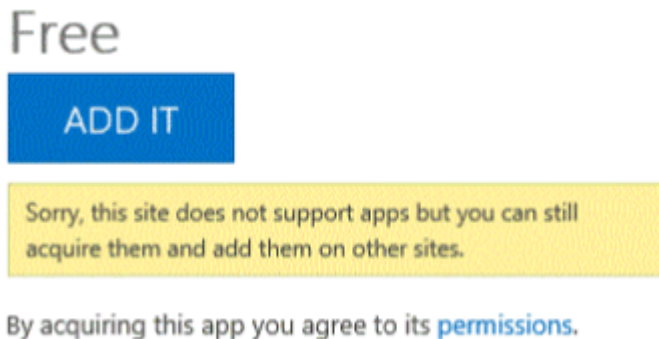 Free
ADD IT
Sorry, this site does not support apps but you can still
acquire them and add them on other sites.
By acquiring this app you agree to its permissions.